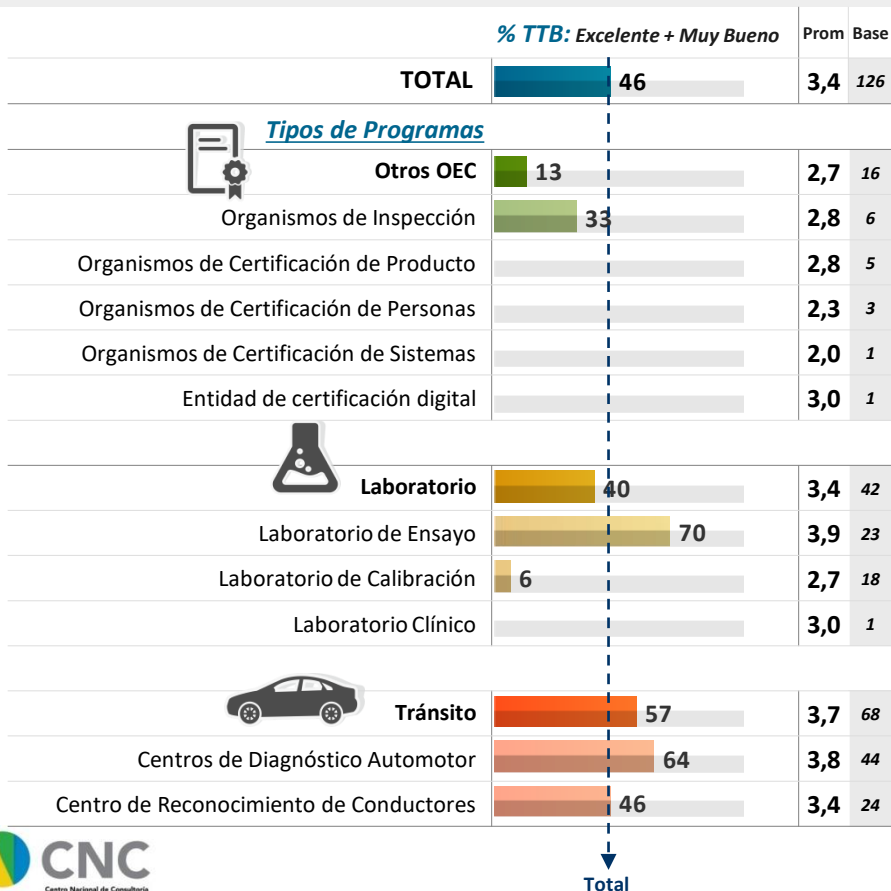 % TTB: Excelente + Muy Bueno Prom Base
TOTAL 46 3,4 126
Tipos de Programas
Otros OEC 13 2,7 16
Organismos de Inspección 33 2,8 6
Organismos de Certificación de Producto 2,8 5
Organismos de Certificación de Personas 2,3 3
Organismos de Certificación de Sistemas 2,0 1
Entidad de certificación digital 3,0 1
Laboratorio 40 3,4 42
Laboratorio de Ensayo 70 3,9 23
Laboratorio de Calibración 6 2,7 18
Laboratorio Clínico 3,0 1
Tránsito 57 3,7 68
Centros de Diagnóstico Automotor 64 3,8 44
Centro de Reconocimiento de Conductores 46 3,4 24
CNC
Centro Nacional de Consultoría
Total